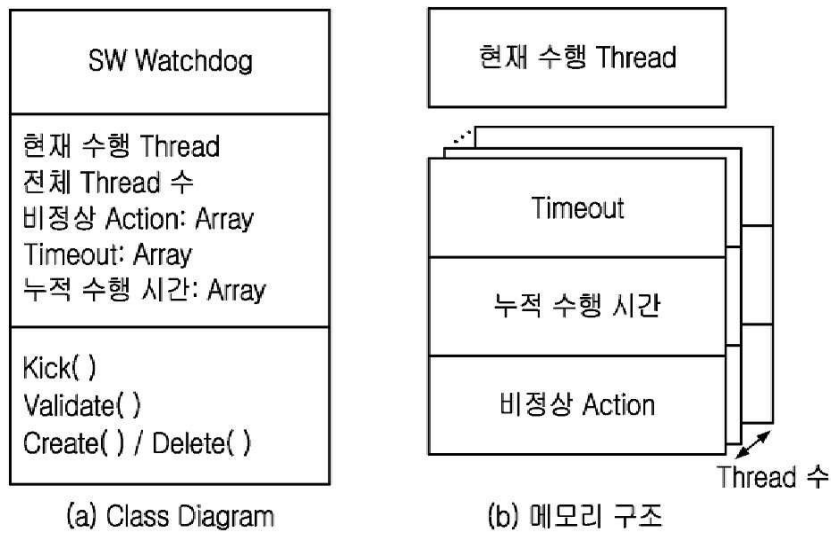 SW Watchdog
현재 수행 Thread
전체 Thread 수
비정상 Action: Array
Timeout: Array
누적 수행 시간: Array
Kick( )
Validate( )
Create( ) / Delete( )
(a) Class Diagram
현재 수행 Thread
Timeout
누적 수행 시간
비정상 Action
Thread 수
(b) 메모리 구조